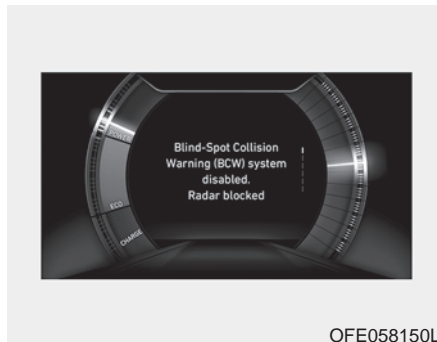 POWER
Blind-Spot Collision
Warning (BCW) system
disabled.
Radar blocked
ECO
CHARGE
OFE058150L